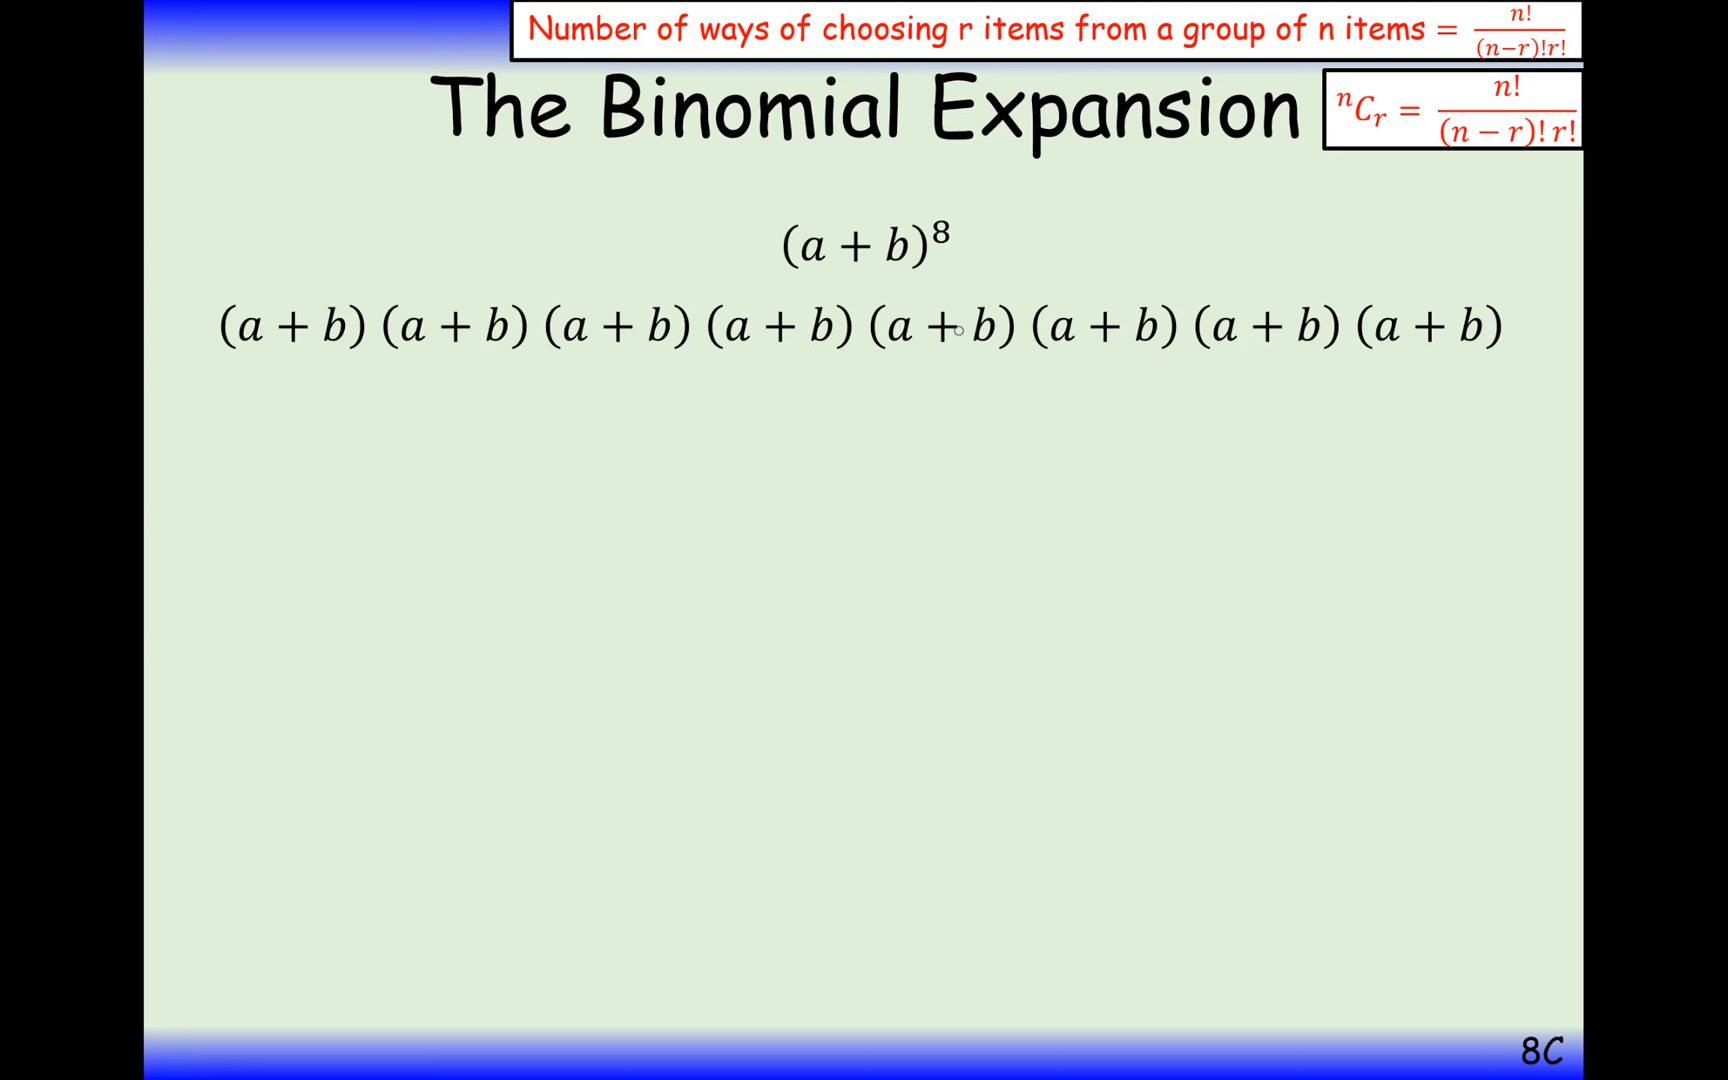 Number of ways of choosing r items from a group of n items = n!/(n−r)!r!
The Binomial Expansion
ⁿCᵣ = n!/(n − r)! r!
(a + b)⁸
(a + b) (a + b) (a + b) (a + b) (a + b) (a + b) (a + b) (a + b)
8C